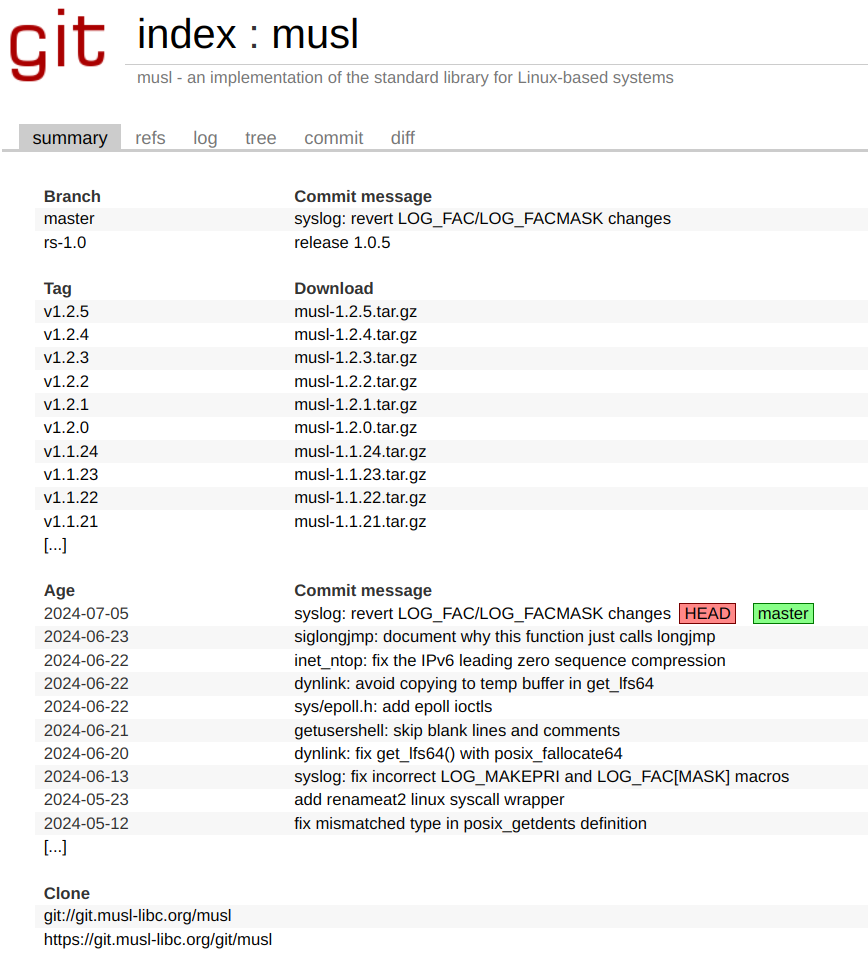 git
index : musl
musl - an implementation of the standard library for Linux-based systems
summary refs log tree commit diff
Branch Commit message
master syslog: revert LOG_FAC/LOG_FACMASK changes
rs-1.0 release 1.0.5
Tag Download
v1.2.5 musl-1.2.5.tar.gz
v1.2.4 musl-1.2.4.tar.gz
v1.2.3 musl-1.2.3.tar.gz
v1.2.2 musl-1.2.2.tar.gz
v1.2.1 musl-1.2.1.tar.gz
v1.2.0 musl-1.2.0.tar.gz
v1.1.24 musl-1.1.24.tar.gz
v1.1.23 musl-1.1.23.tar.gz
v1.1.22 musl-1.1.22.tar.gz
v1.1.21 musl-1.1.21.tar.gz
[...]
Age Commit message
2024-07-05 syslog: revert LOG_FAC/LOG_FACMASK changes HEAD master
2024-06-23 siglongjmp: document why this function just calls longjmp
2024-06-22 inet_ntop: fix the IPv6 leading zero sequence compression
2024-06-22 dynlink: avoid copying to temp buffer in get_lfs64
2024-06-22 sys/epoll.h: add epoll ioctls
2024-06-21 getusershell: skip blank lines and comments
2024-06-20 dynlink: fix get_lfs64() with posix_fallocate64
2024-06-13 syslog: fix incorrect LOG_MAKEPRI and LOG_FAC[MASK] macros
2024-05-23 add renameat2 linux syscall wrapper
2024-05-12 fix mismatched type in posix_getdents definition
[...]
Clone
git://git.musl-libc.org/musl
https://git.musl-libc.org/git/musl